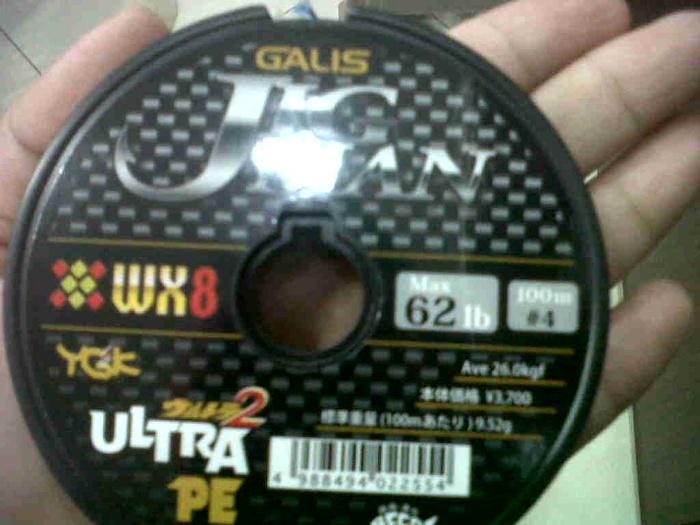 GALIS
JIG
MAN
WX8
Max
62 lb
100m
#4
YGK
Ave 26.0kgf
本体価格 ¥3,700
標準重量(100mあたり)9.52g
ウルトラ2
ULTRA
PE
4 988494 022554